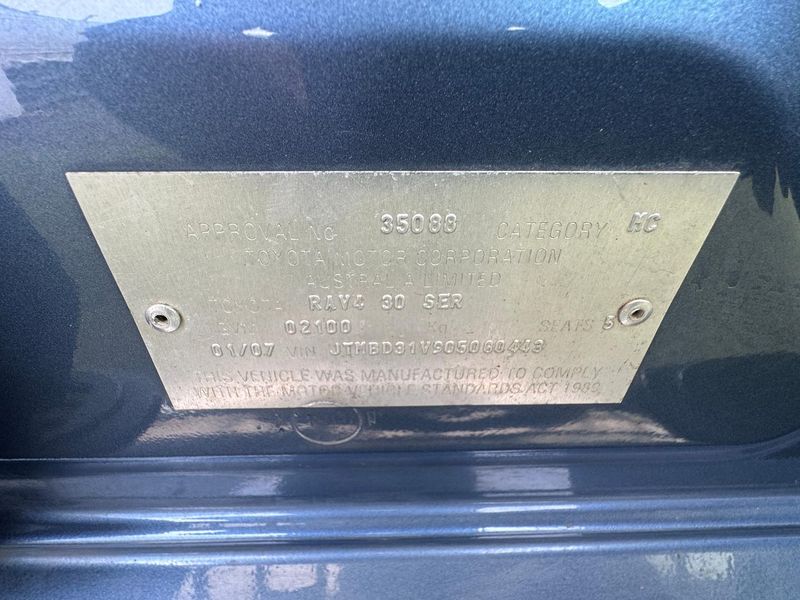 APPROVAL No 35088 CATEGORY MC
TOYOTA MOTOR CORPORATION
AUSTRALIA LIMITED
TOYOTA RAV4 30 SER
GVM 02100 Kg SEATS 5
01/07 VIN JTMBD31V905060443
THIS VEHICLE WAS MANUFACTURED TO COMPLY
WITH THE MOTOR VEHICLE STANDARDS ACT 1989